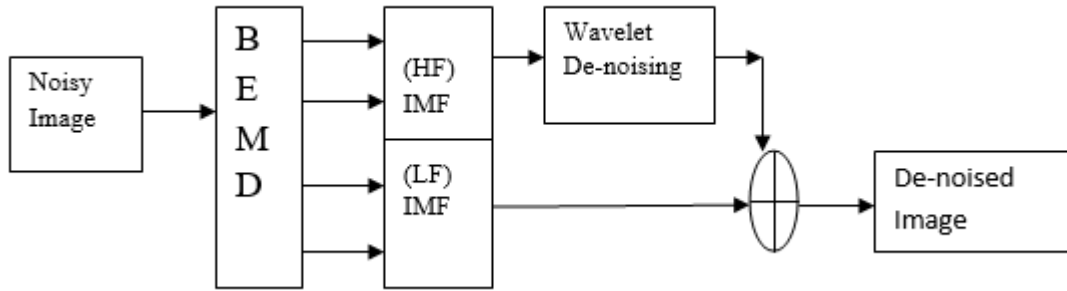 Noisy
Image
B
E
M
D
(HF)
IMF
(LF)
IMF
Wavelet
De-noising
De-noised
Image